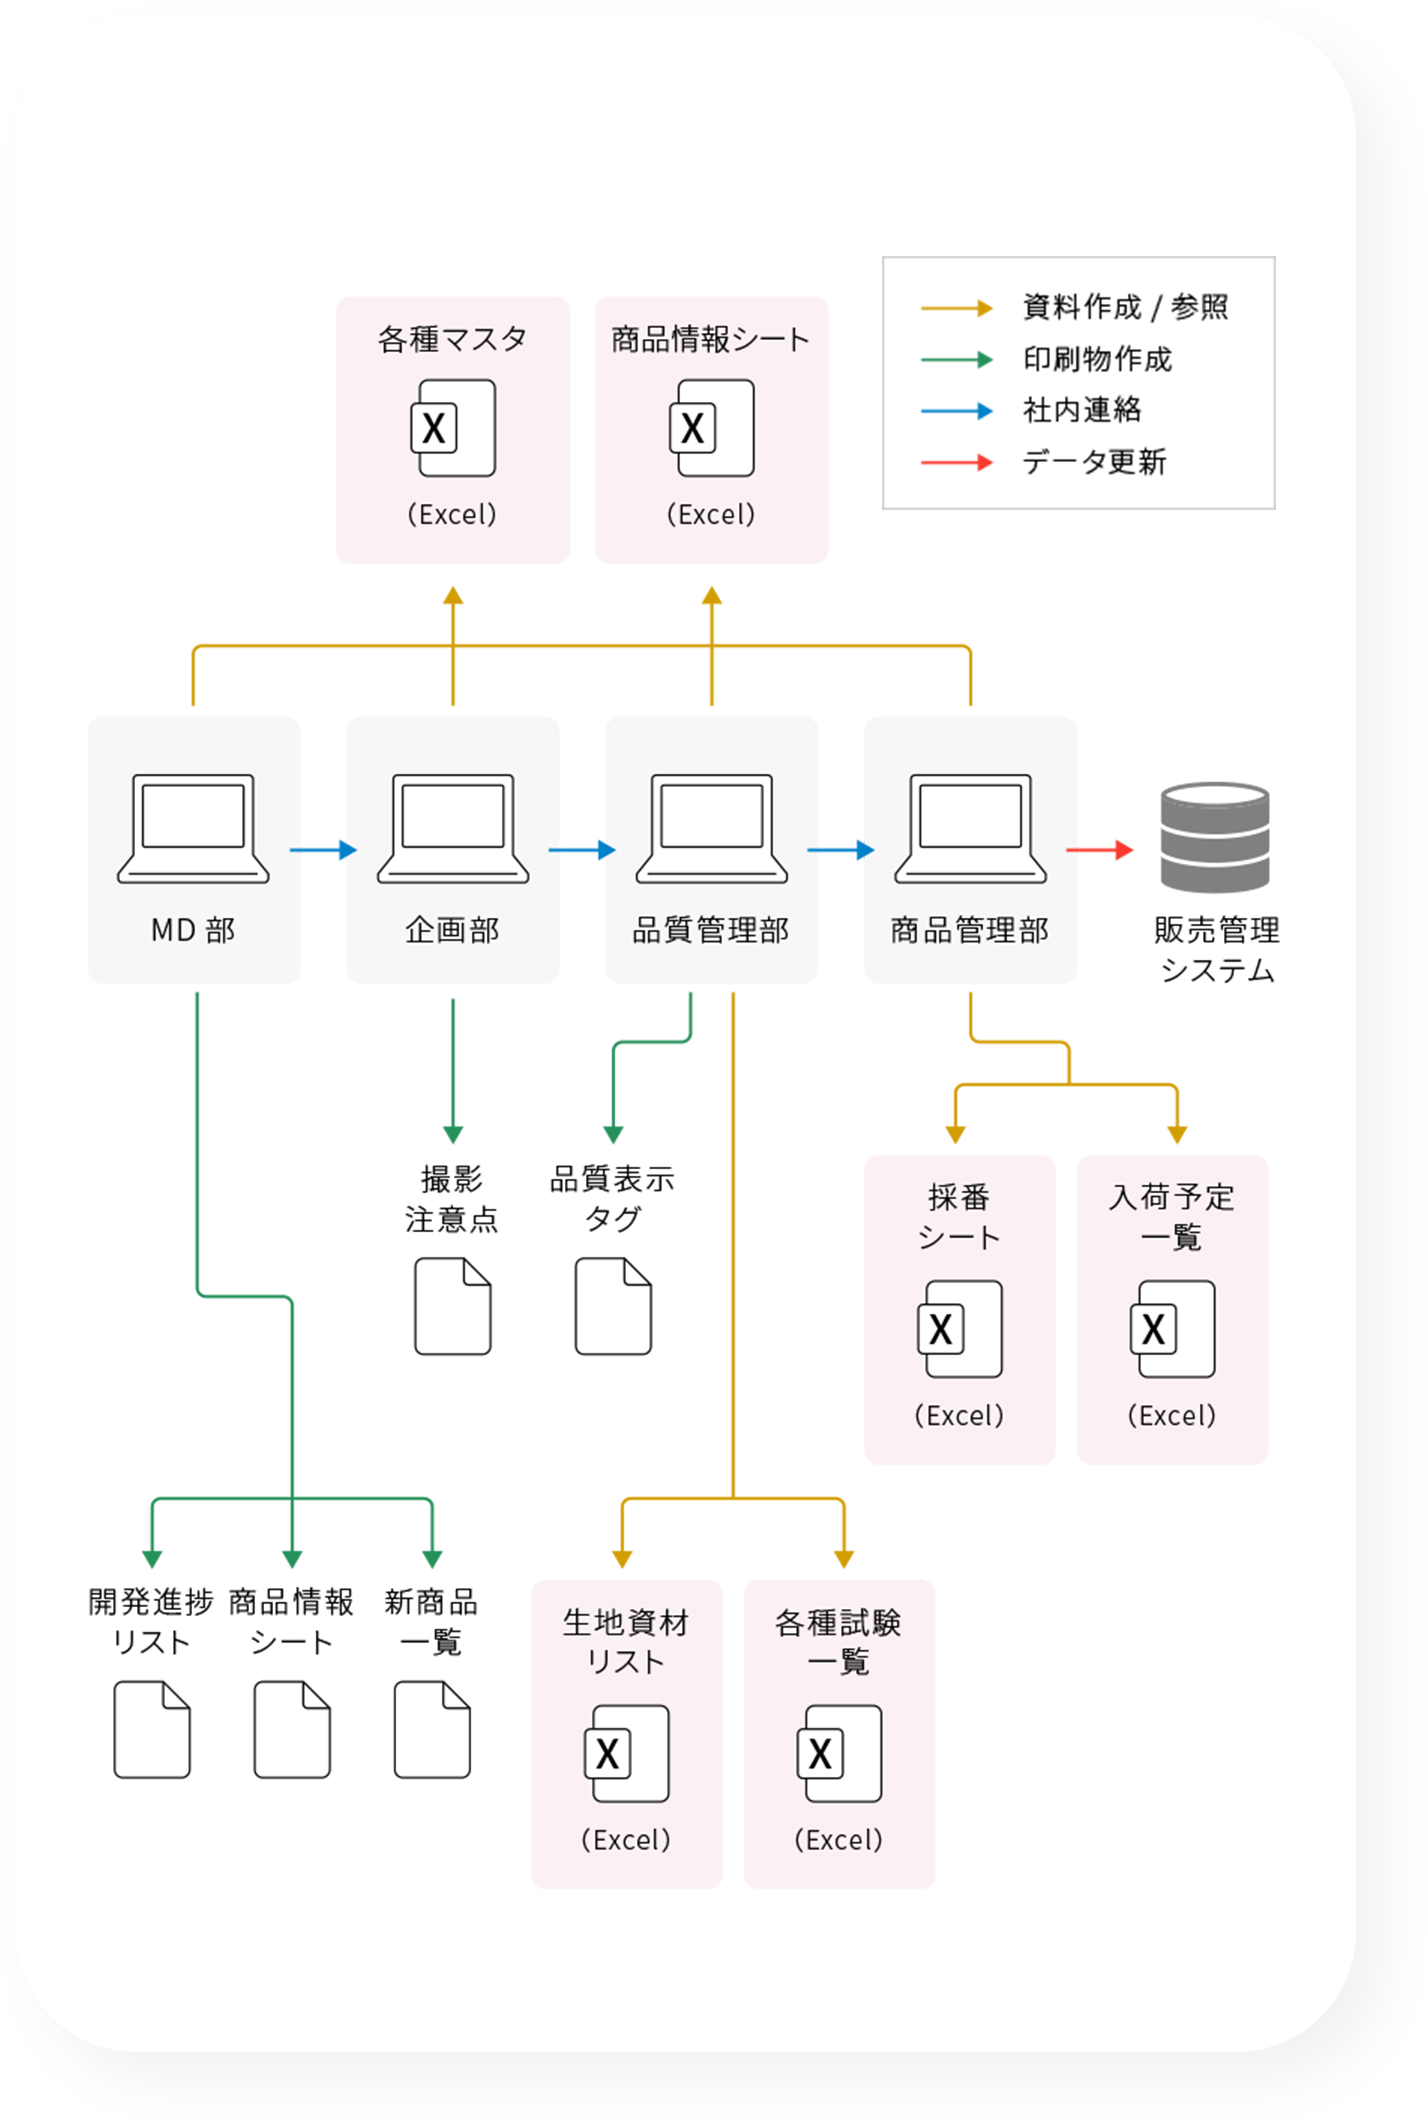 各種マスタ
(Excel)
商品情報シート
(Excel)
資料作成 / 参照
印刷物作成
社内連絡
データ更新
MD 部
企画部
品質管理部
商品管理部
販売管理
システム
撮影
注意点
品質表示
タグ
採番
シート
(Excel)
入荷予定
一覧
(Excel)
開発進捗
リスト
商品情報
シート
新商品
一覧
生地資材
リスト
(Excel)
各種試験
一覧
(Excel)